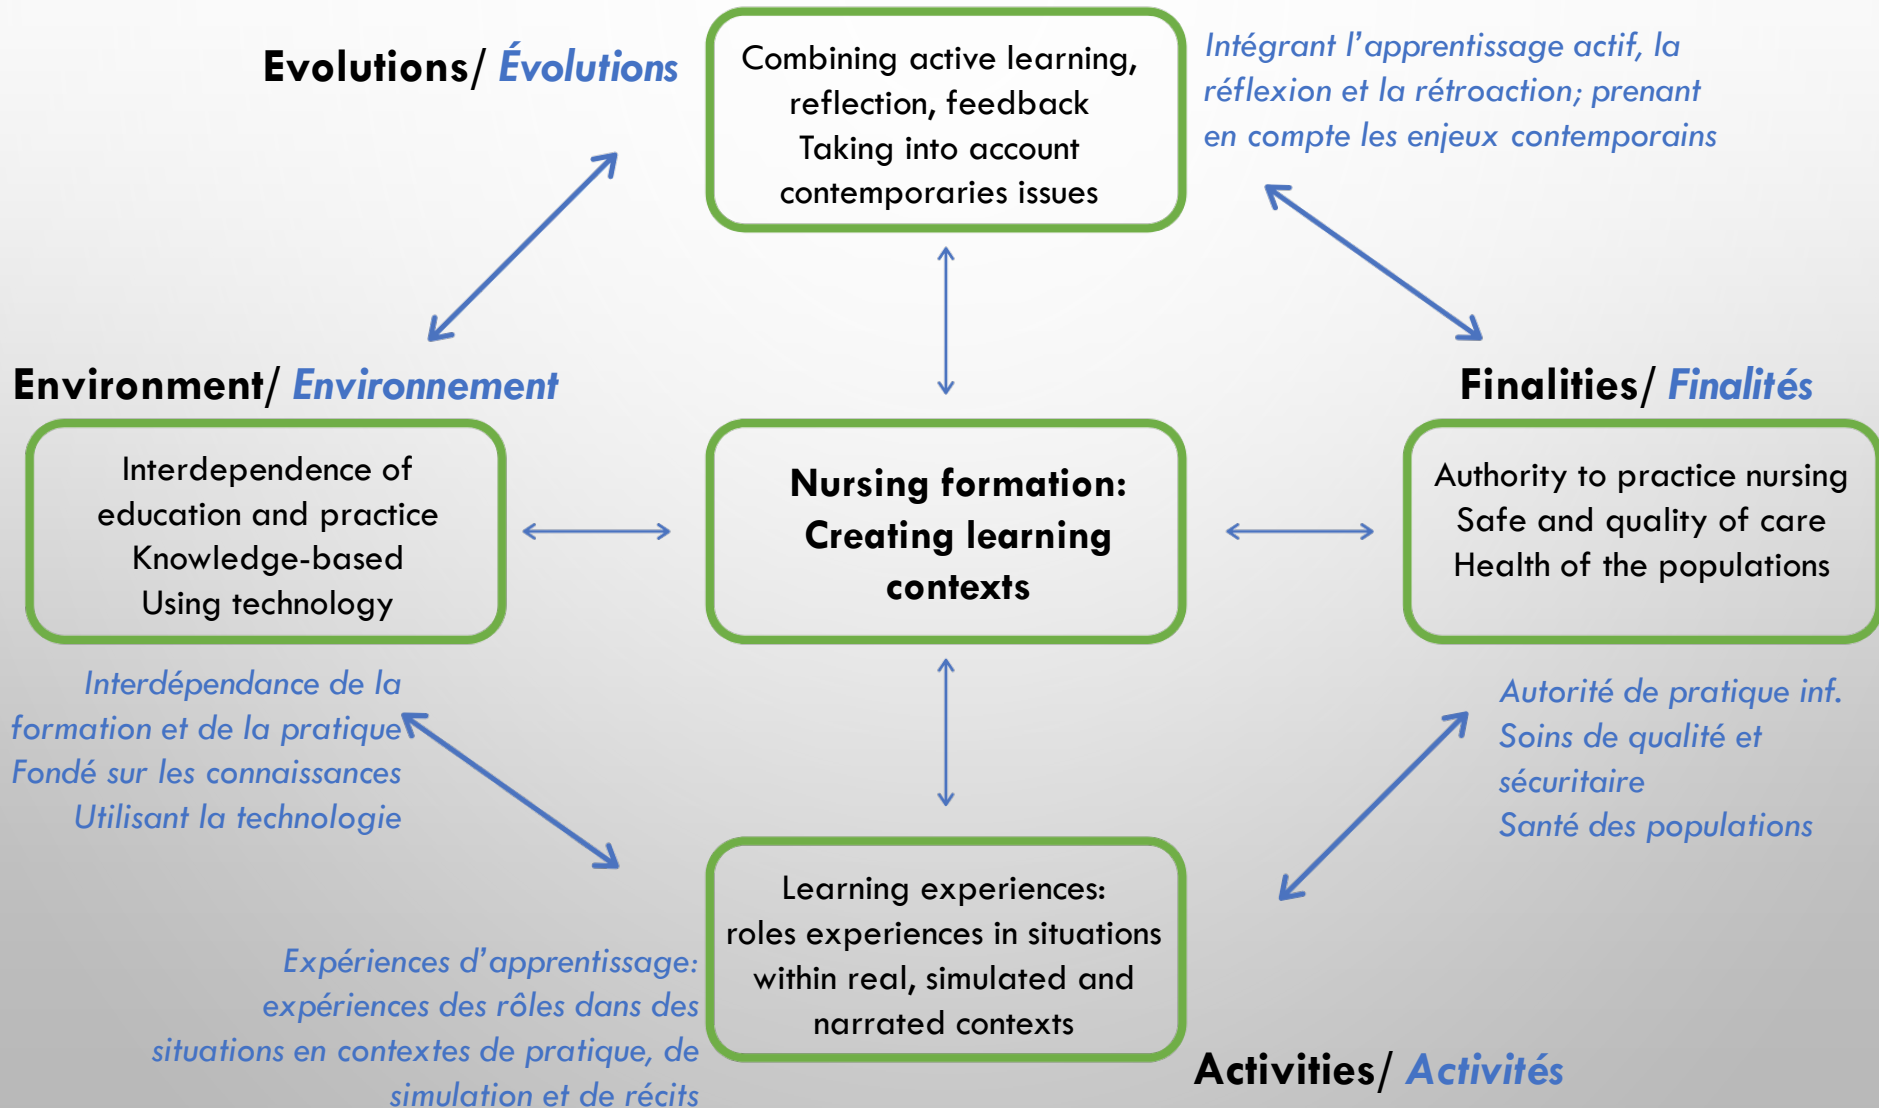 Evolutions/ Évolutions
Combining active learning,
reflection, feedback
Taking into account
contemporaries issues
Intégrant l’apprentissage actif, la
réflexion et la rétroaction; prenant
en compte les enjeux contemporains
Environment/ Environnement
Interdependence of
education and practice
Knowledge-based
Using technology
Interdépendance de la
formation et de la pratique
Fondé sur les connaissances
Utilisant la technologie
Nursing formation:
Creating learning
contexts
Finalities/ Finalités
Authority to practice nursing
Safe and quality of care
Health of the populations
Autorité de pratique inf.
Soins de qualité et
sécuritaire
Santé des populations
Learning experiences:
roles experiences in situations
within real, simulated and
narrated contexts
Expériences d’apprentissage:
expériences des rôles dans des
situations en contextes de pratique, de
simulation et de récits
Activities/ Activités